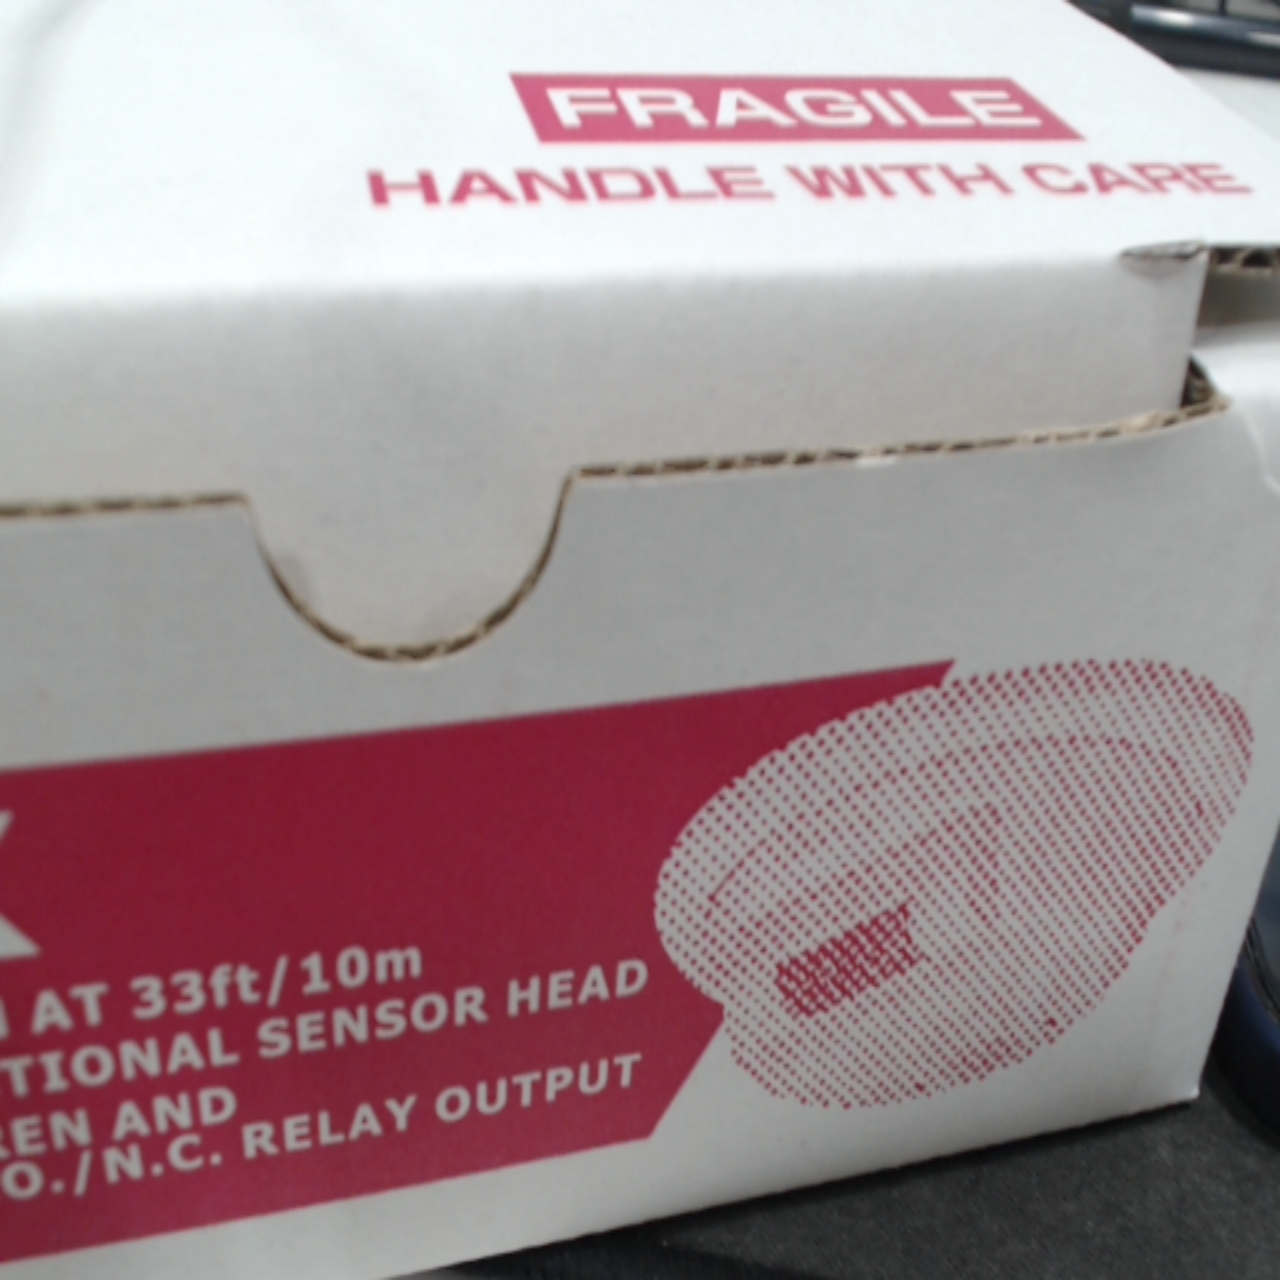 FRAGILE
HANDLE WITH CARE
AT 33ft/10m
TIONAL SENSOR HEAD
REN AND
O./N.C. RELAY OUTPUT